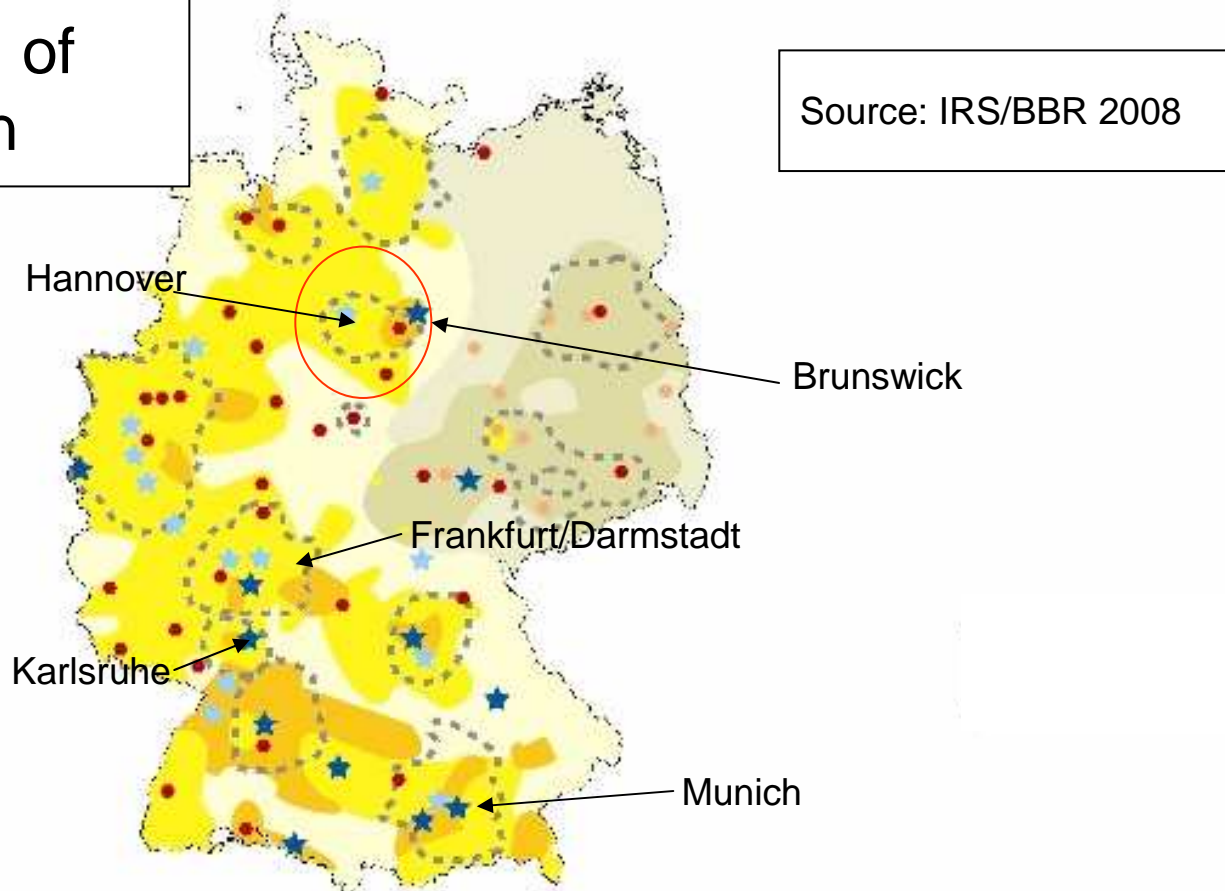 of
n
Source: IRS/BBR 2008
Hannover
Brunswick
Frankfurt/Darmstadt
Karlsruhe
Munich